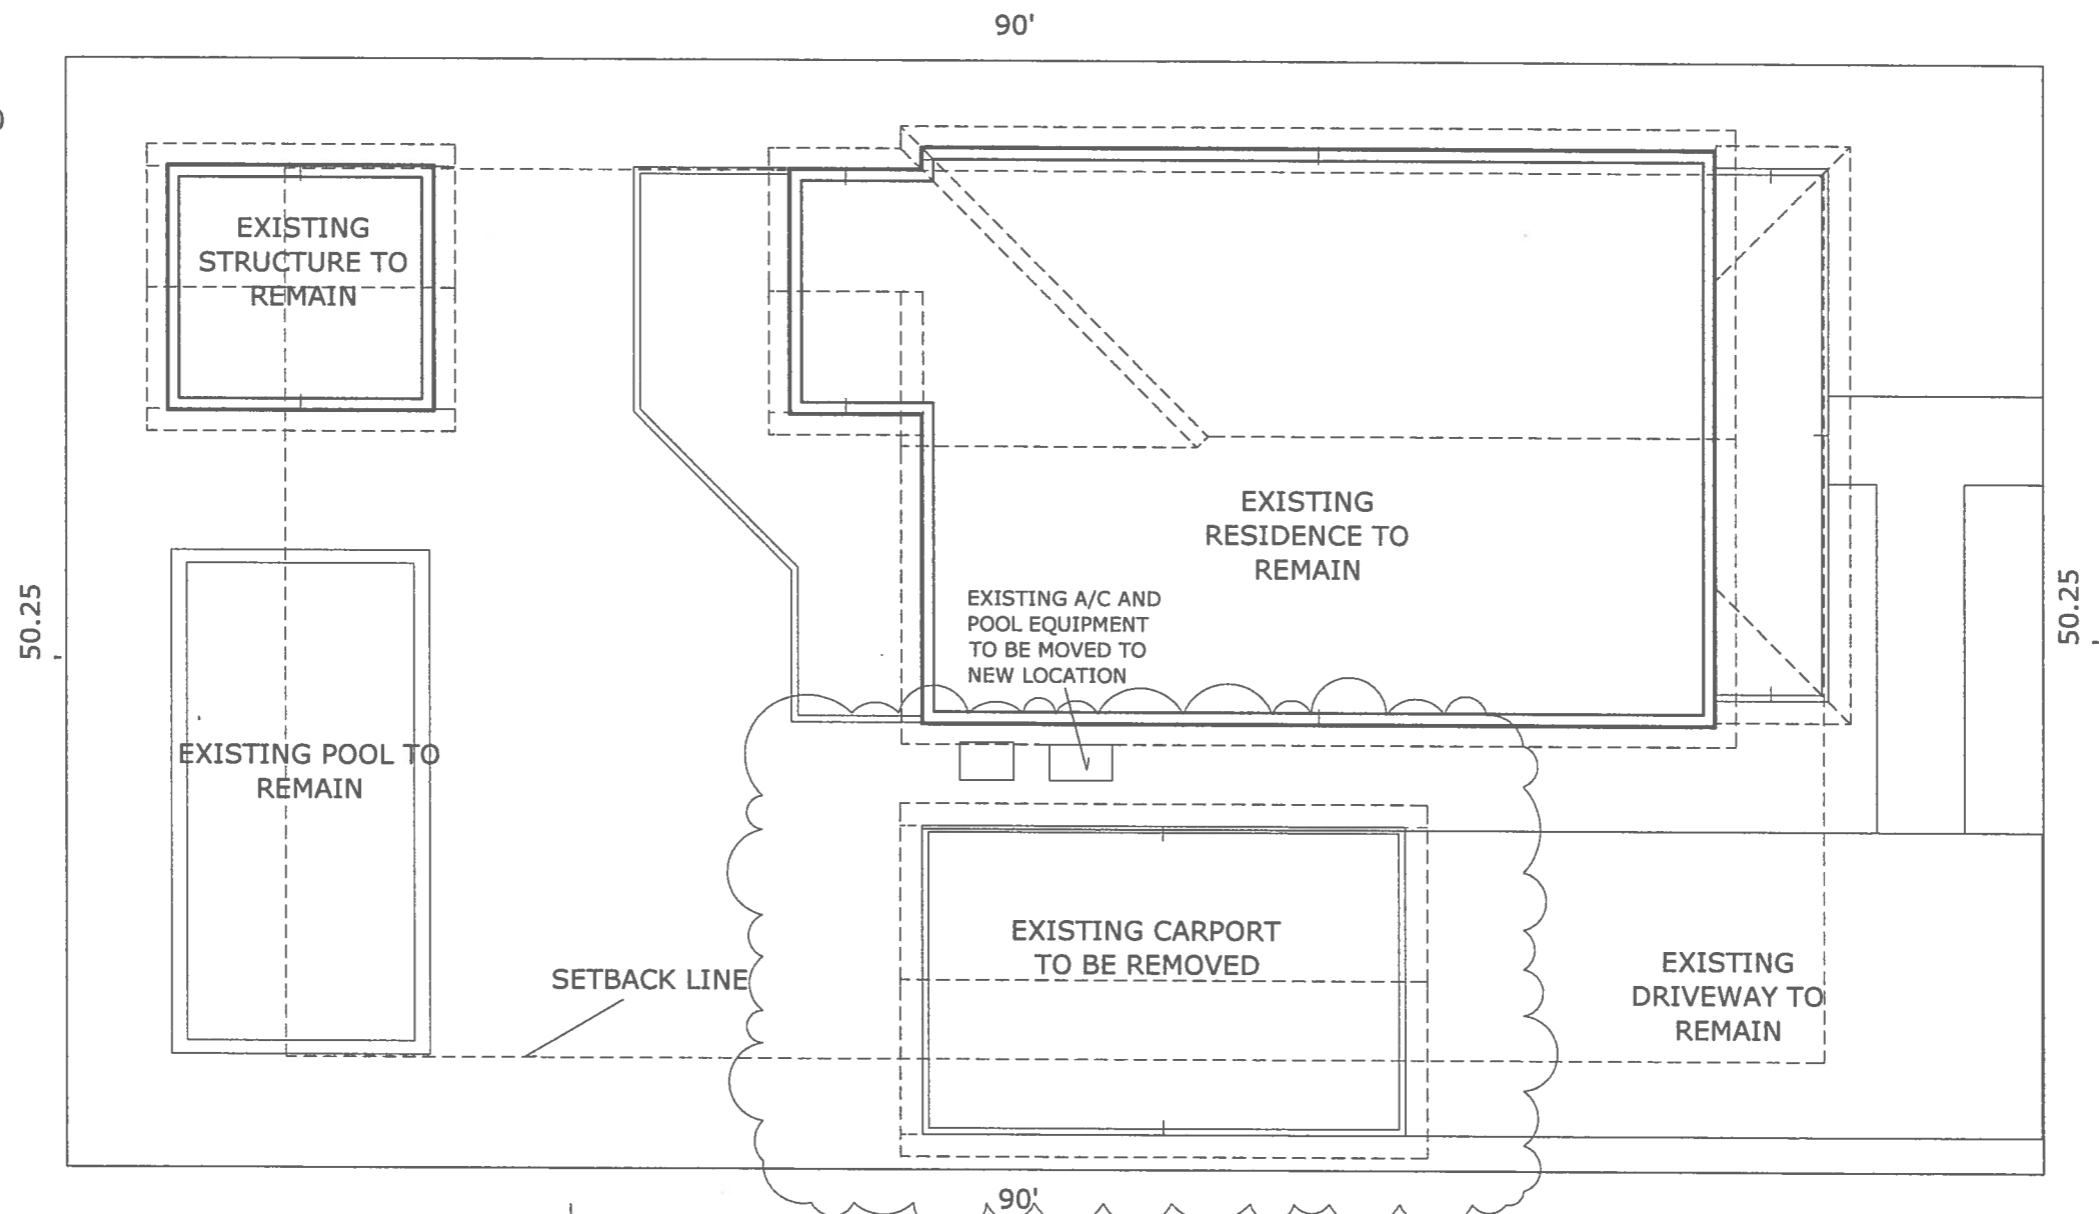 90'
EXISTING
STRUCTURE TO
REMAIN
EXISTING
RESIDENCE TO
REMAIN
EXISTING A/C AND
POOL EQUIPMENT
TO BE MOVED TO
NEW LOCATION
50.25
'
50.25
'
EXISTING POOL TO
REMAIN
SETBACK LINE
EXISTING CARPORT
TO BE REMOVED
EXISTING
DRIVEWAY TO
REMAIN
90'